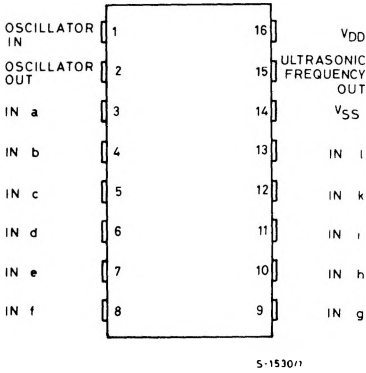 OSCILLATOR
IN
1
16
VDD
OSCILLATOR
OUT
2
15
ULTRASONIC
FREQUENCY
OUT
IN a
3
14
VSS
IN b
4
13
IN l
IN c
5
12
IN k
IN d
6
11
IN i
IN e
7
10
IN h
IN f
8
9
IN g
S-1530/1